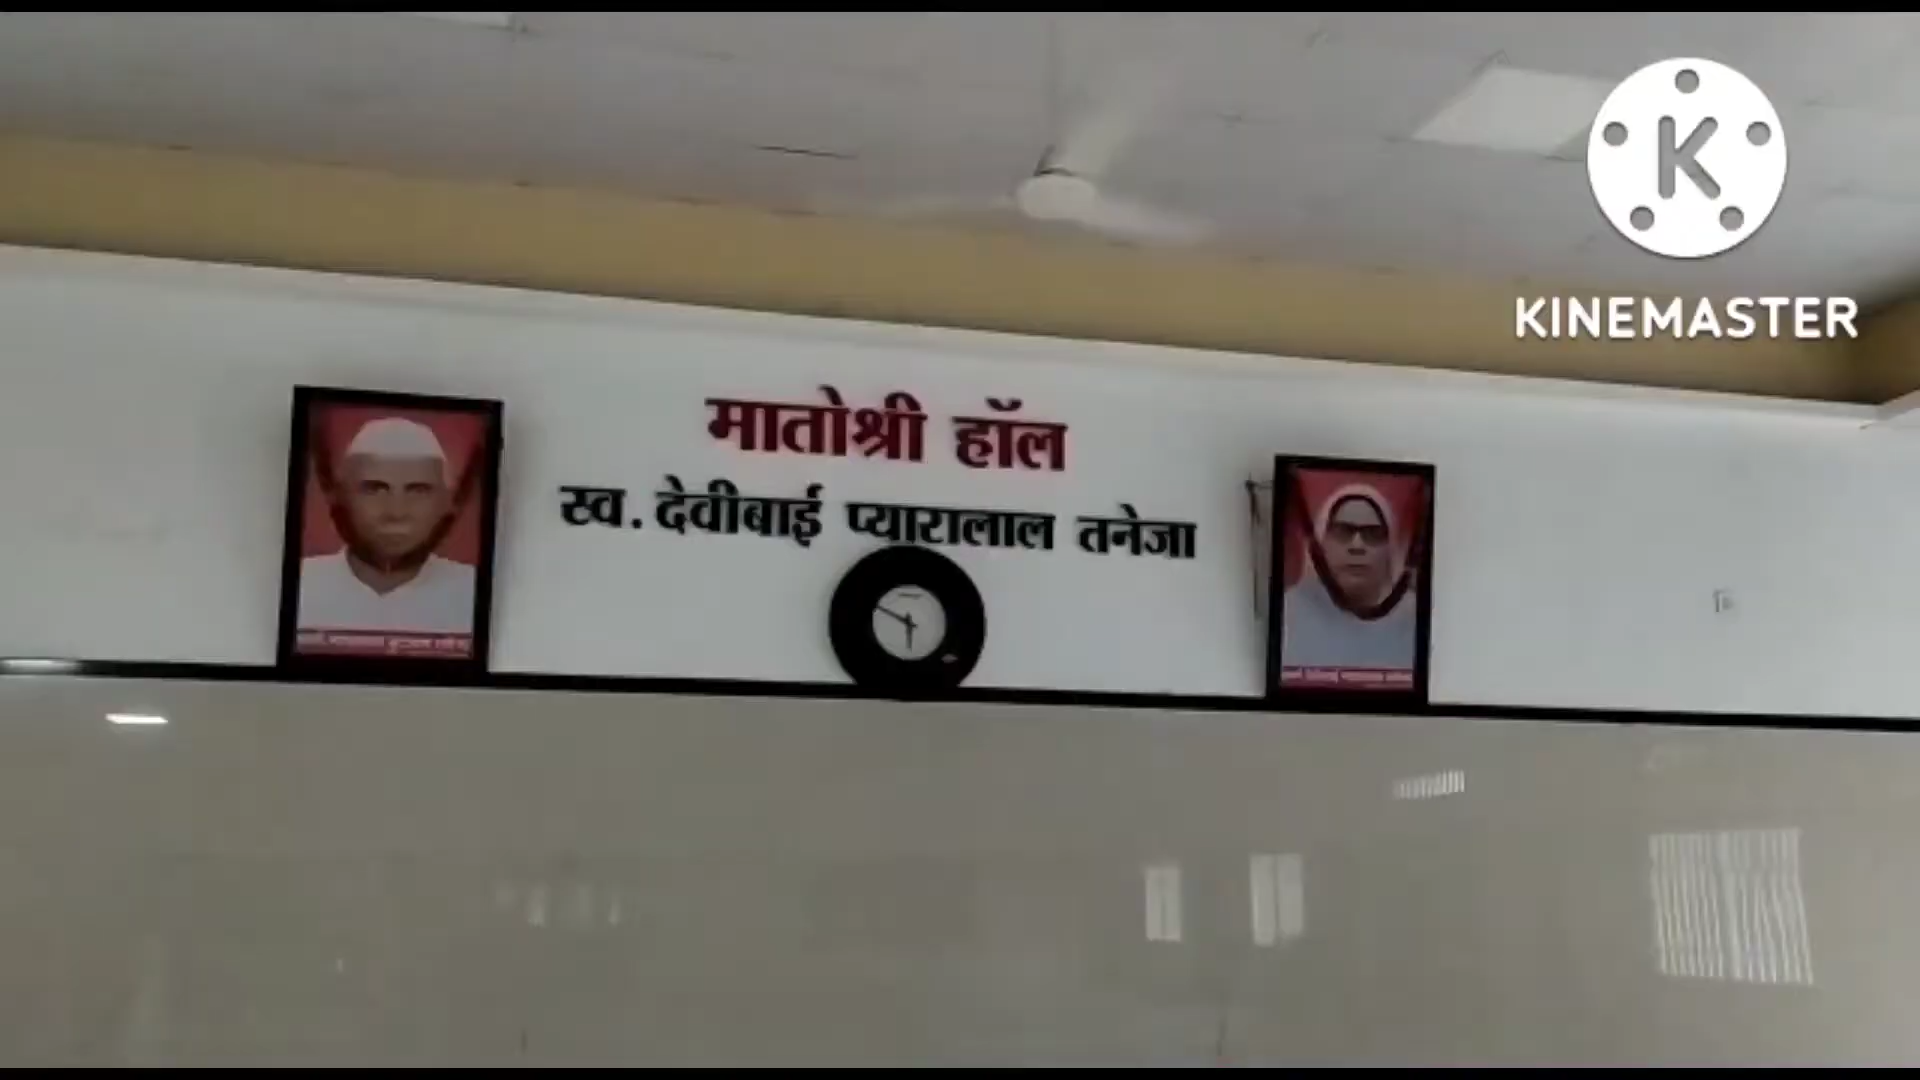 K
KINEMASTER
मातोश्री हॉल
स्व. देवीबाई प्यारालाल तनेजा